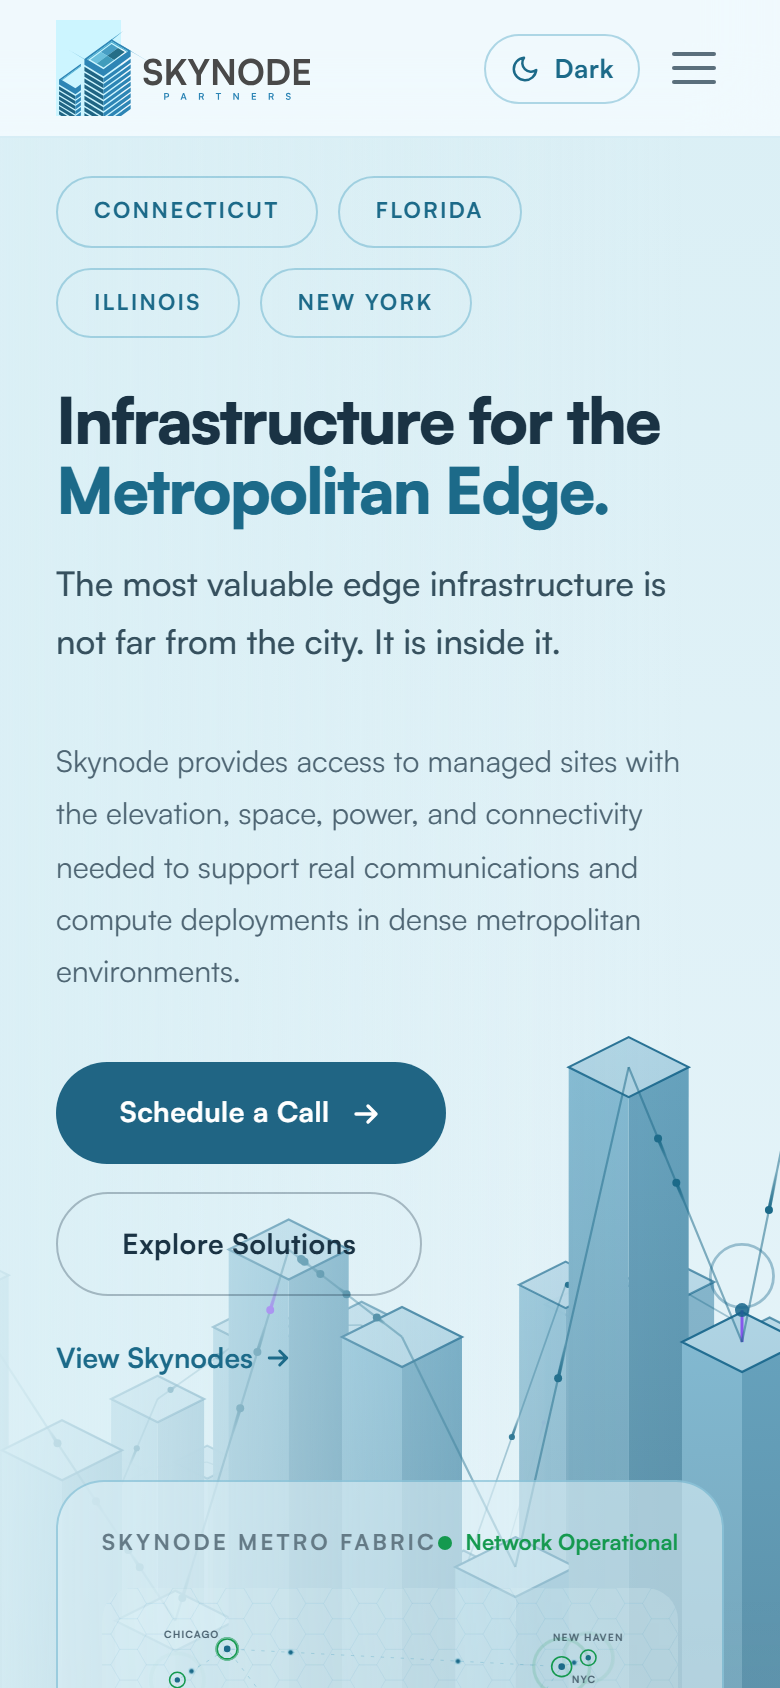 SKYNODE
PARTNERS
Dark
CONNECTICUT
FLORIDA
ILLINOIS
NEW YORK
Infrastructure for the
Metropolitan Edge.
The most valuable edge infrastructure is
not far from the city. It is inside it.
Skynode provides access to managed sites with
the elevation, space, power, and connectivity
needed to support real communications and
compute deployments in dense metropolitan
environments.
Schedule a Call →
Explore Solutions
View Skynodes →
SKYNODE METRO FABRIC
Network Operational
CHICAGO
NEW HAVEN
NYC